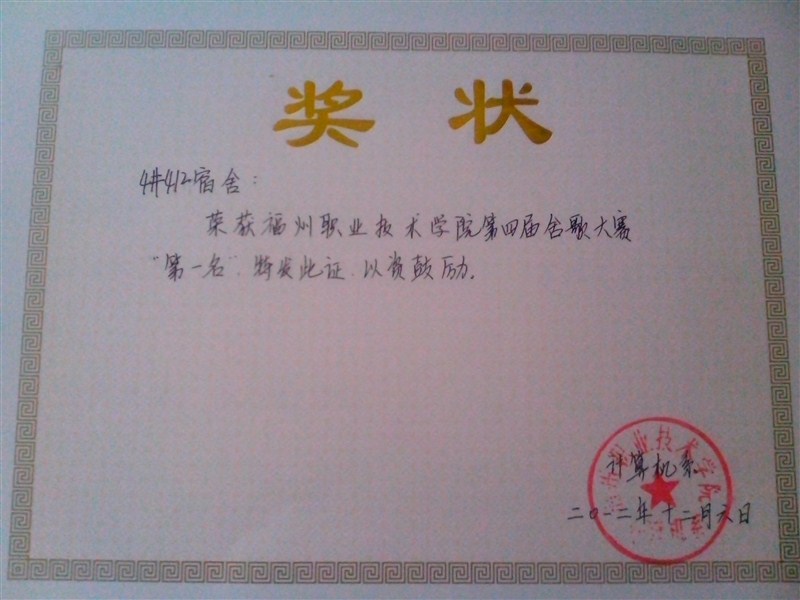 奖状
4#412宿舍：
荣获福州职业技术学院第四届舍歌大赛
“第一名”，特发此证，以资鼓励。
计算机系
二〇一二年十二月六日
职业技术学院